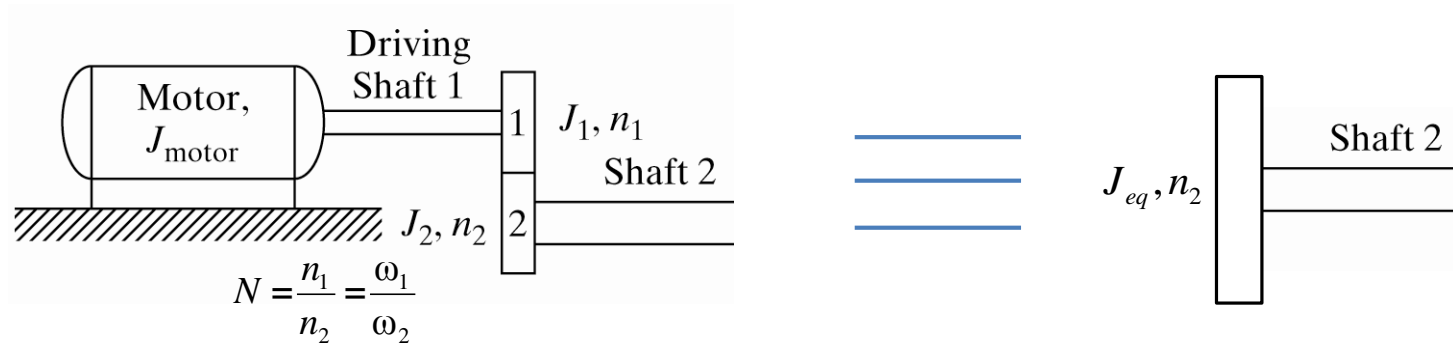 Driving
Shaft 1
Motor,
J_motor
1
J_1, n_1
Shaft 2
J_2, n_2
2
N = n_1/n_2 = ω_1/ω_2
J_eq, n_2
Shaft 2